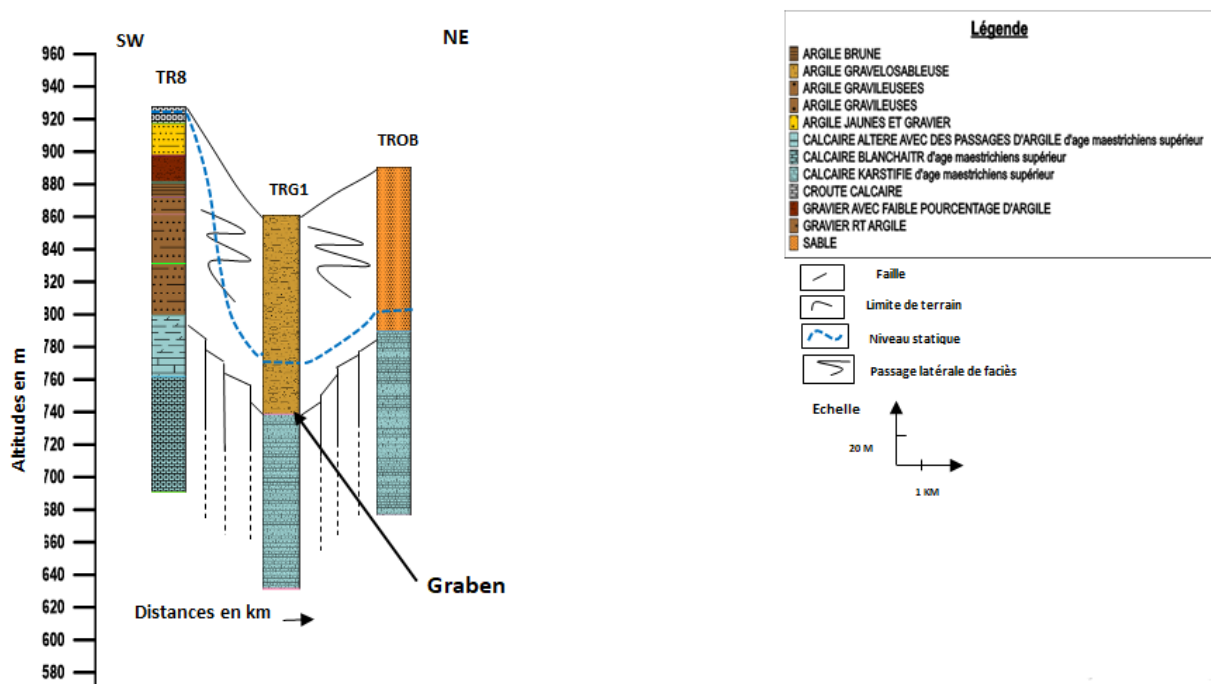 SW
NE
960
940
920
900
880
860
840
820
800
780
760
740
720
700
680
660
640
620
600
580
Altitudes en m
TR8
TRG1
TROB
Graben
Distances en km
Légende
ARGILE BRUNE
ARGILE GRAVELOSABLEUSE
ARGILE GRAVILEUSEES
ARGILE GRAVILEUSES
ARGILE JAUNES ET GRAVIER
CALCAIRE ALTERE AVEC DES PASSAGES D'ARGILE d'age maestrichiens supérieur
CALCAIRE BLANCHAITR d'age maestrichiens supérieur
CALCAIRE KARSTIFIE d'age maestrichiens supérieur
CROUTE CALCAIRE
GRAVIER AVEC FAIBLE POURCENTAGE D'ARGILE
GRAVIER RT ARGILE
SABLE
Faille
Limite de terrain
Niveau statique
Passage latérale de faciès
Echelle
20 M
1 KM